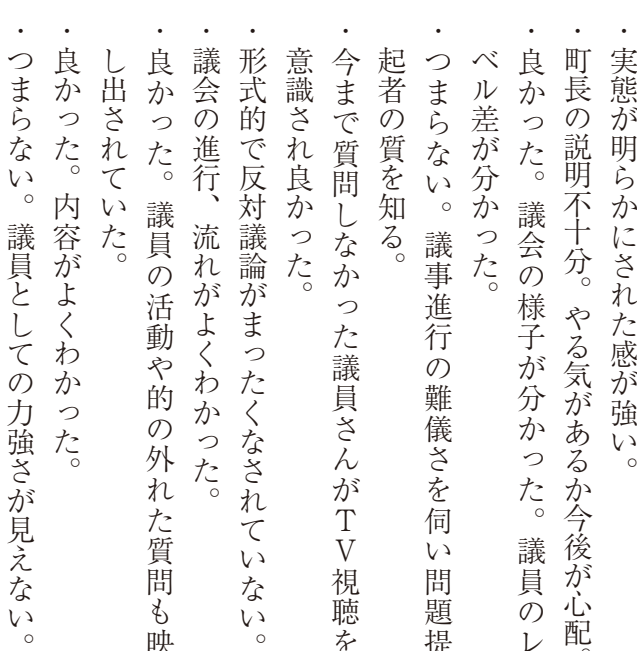 ・実態が明らかにされた感が強い。
・町長の説明不十分。やる気があるか今後が心配。
・良かった。議会の様子が分かった。議員のレ
ベル差が分かった。
・つまらない。議事進行の難儀さを伺い問題提
起者の質を知る。
・今まで質問しなかった議員さんがTV視聴を
意識され良かった。
・形式的で反対議論がまったくなされていない。
・議会の進行、流れがよくわかった。
・良かった。議員の活動や的の外れた質問も映
し出されていた。
・良かった。内容がよくわかった。
・つまらない。議員としての力強さが見えない。